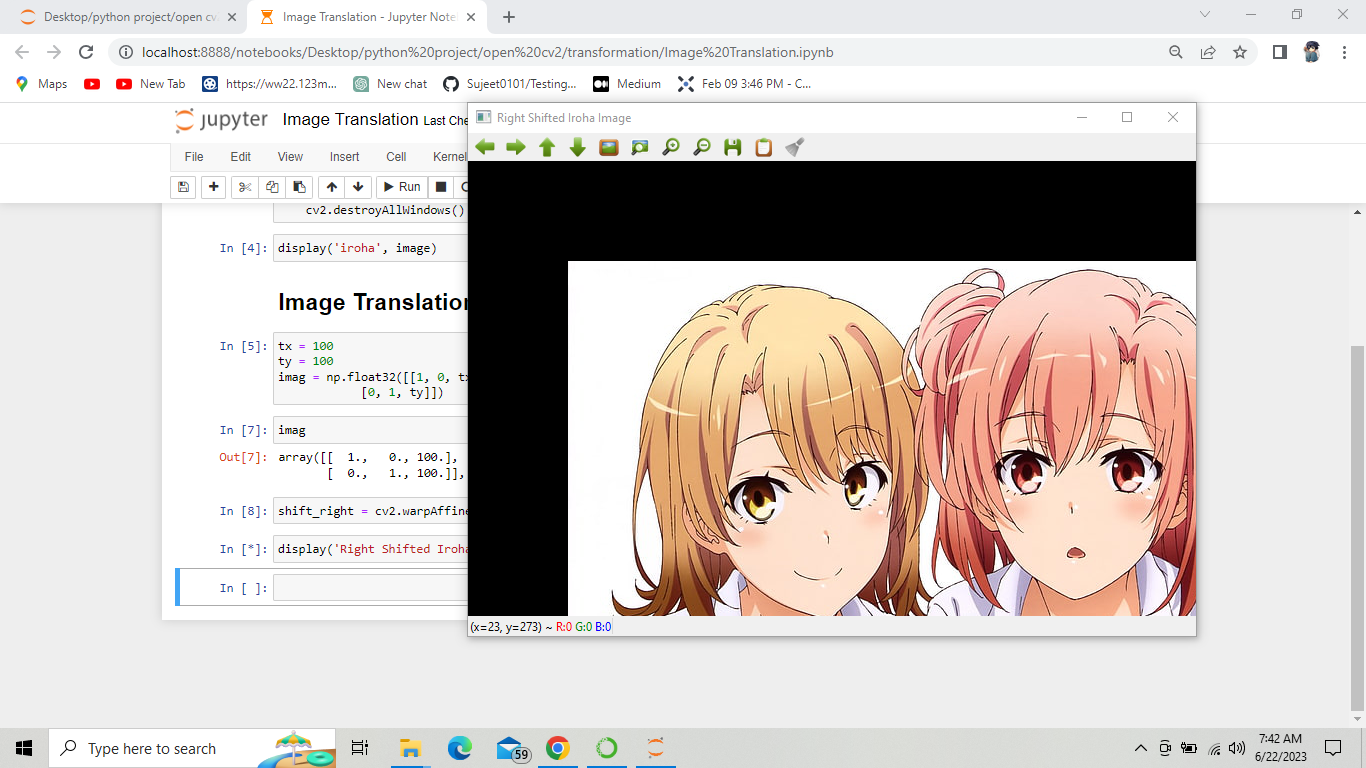 Desktop/python project/open cv
Image Translation - Jupyter Note
localhost:8888/notebooks/Desktop/python%20project/open%20cv2/transformation/Image%20Translation.ipynb
Maps
New Tab
https://ww22.123m...
New chat
Sujeet0101/Testing...
Medium
Feb 09 3:46 PM - C...
jupyter
Image Translation Last Che
File
Edit
View
Insert
Cell
Kernel
Run
cv2.destroyAllWindows()
In [4]: display('iroha', image)
Image Translation
In [5]: tx = 100
ty = 100
imag = np.float32([[1, 0, tx
[0, 1, ty]])
In [7]: imag
Out[7]: array([[  1.,   0., 100.],
[  0.,   1., 100.]],
In [8]: shift_right = cv2.warpAffine
In [*]: display('Right Shifted Iroha
In [ ]:
Right Shifted Iroha Image
(x=23, y=273) ~ R:0 G:0 B:0
Type here to search
59
7:42 AM
6/22/2023